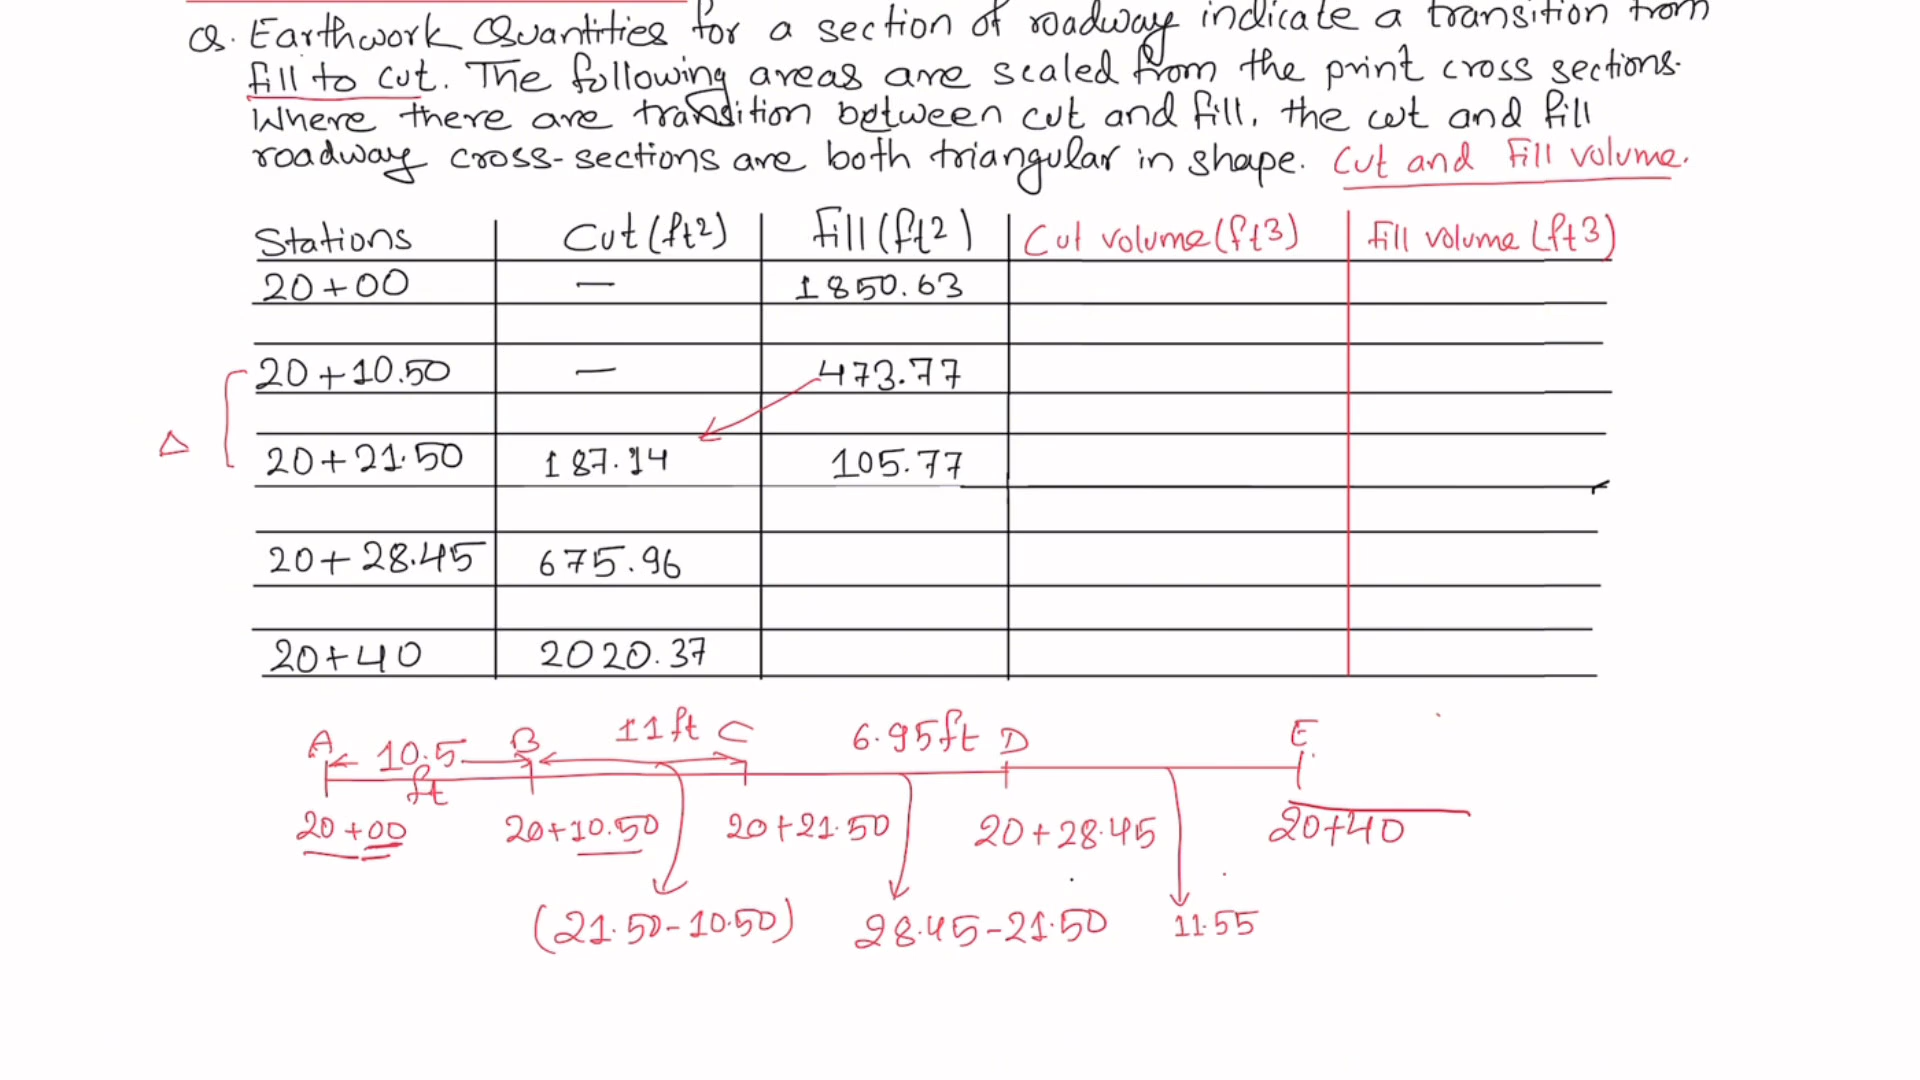 Q. Earthwork Quantities for a section of roadway indicate a transition from
fill to cut. The following areas are scaled from the print cross sections.
Where there are transition between cut and fill, the cut and fill
roadway cross-sections are both triangular in shape. Cut and Fill volume.
Stations Cut (ft2) Fill (ft2) Cut volume (ft3) Fill volume (ft3)
20+00 — 1850.63
20+10.50 — 473.77
Δ 20+21.50 187.14 105.77
20+28.45 675.96
20+40 2020.37
A 10.5 ft B 11ft C 6.95ft D E
20+00 20+10.50 20+21.50 20+28.45 20+40
(21.50-10.50) 28.45-21.50 11.55